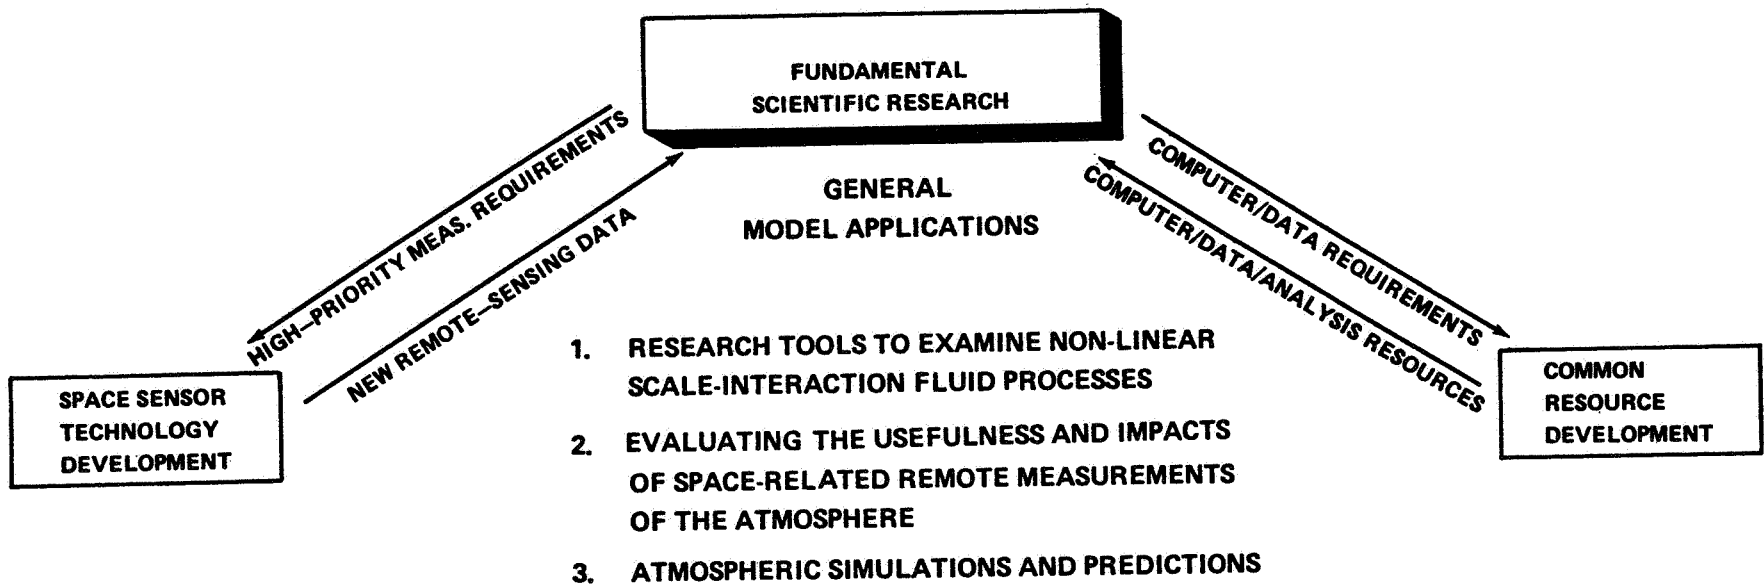 FUNDAMENTAL
SCIENTIFIC RESEARCH
HIGH–PRIORITY MEAS. REQUIREMENTS
NEW REMOTE–SENSING DATA
COMPUTER/DATA REQUIREMENTS
COMPUTER/DATA/ANALYSIS RESOURCES
GENERAL
MODEL APPLICATIONS
SPACE SENSOR
TECHNOLOGY
DEVELOPMENT
1. RESEARCH TOOLS TO EXAMINE NON-LINEAR
SCALE-INTERACTION FLUID PROCESSES
2. EVALUATING THE USEFULNESS AND IMPACTS
OF SPACE-RELATED REMOTE MEASUREMENTS
OF THE ATMOSPHERE
3. ATMOSPHERIC SIMULATIONS AND PREDICTIONS
COMMON
RESOURCE
DEVELOPMENT